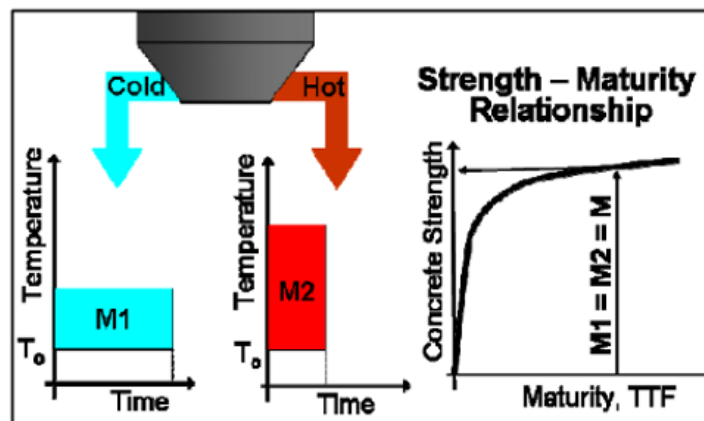 Cold
Hot
Strength – Maturity
Relationship
Temperature
M1
To
Time
Temperature
M2
To
Time
Concrete Strength
M1 = M2 = M
Maturity, TTF